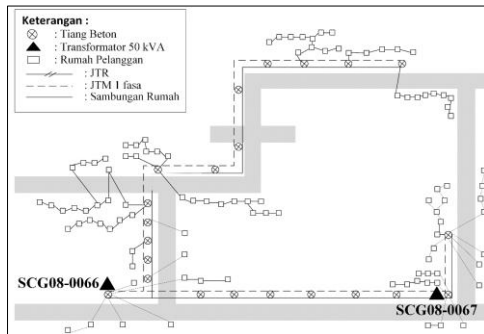 Keterangan :
: Tiang Beton
: Transformator 50 kVA
: Rumah Pelanggan
: JTR
: JTM 1 fasa
: Sambungan Rumah
SCG08-0066
SCG08-0067